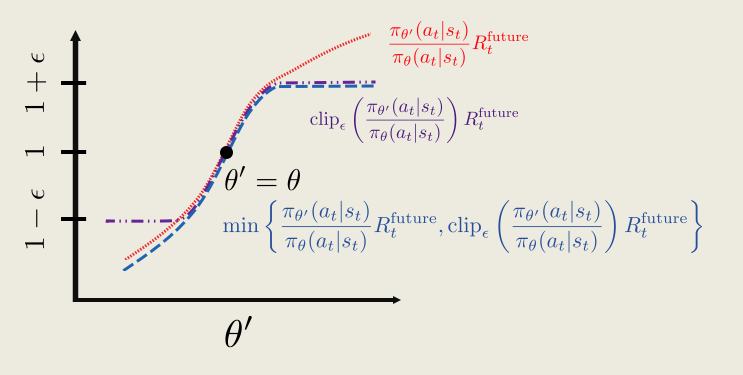 1 + ϵ
1
1 − ϵ
π_θ′(a_t|s_t) / π_θ(a_t|s_t) R_t^future
clip_ϵ ( π_θ′(a_t|s_t) / π_θ(a_t|s_t) ) R_t^future
θ′ = θ
min { π_θ′(a_t|s_t) / π_θ(a_t|s_t) R_t^future, clip_ϵ ( π_θ′(a_t|s_t) / π_θ(a_t|s_t) ) R_t^future }
θ′